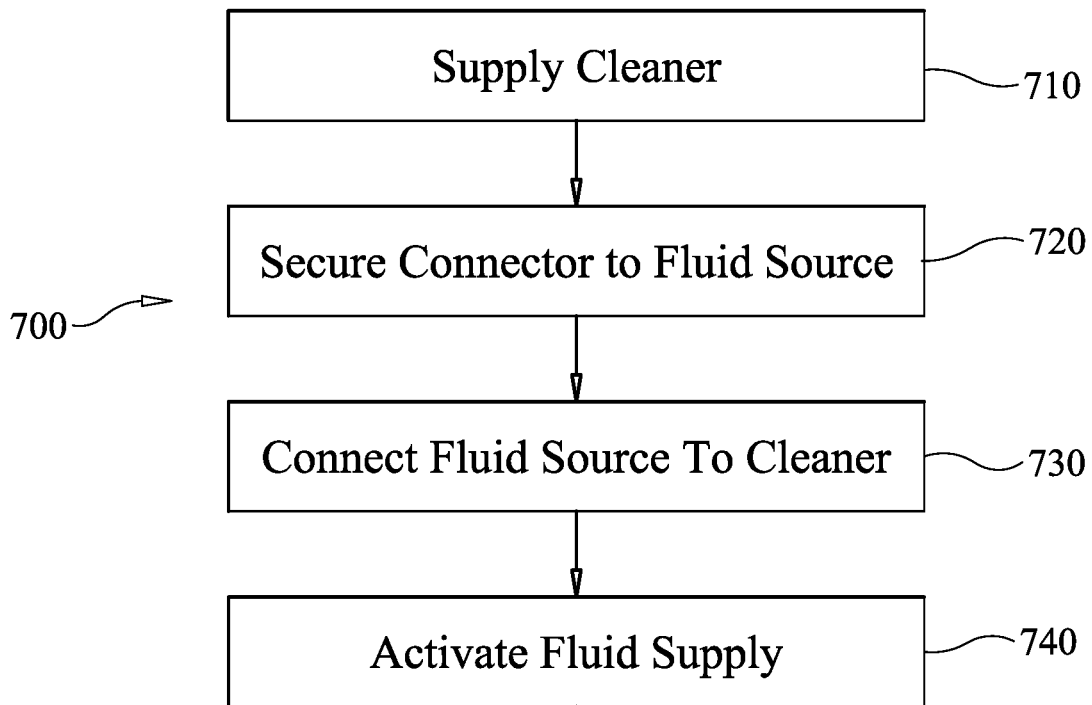 Supply Cleaner
710
Secure Connector to Fluid Source
720
700
Connect Fluid Source To Cleaner
730
Activate Fluid Supply
740